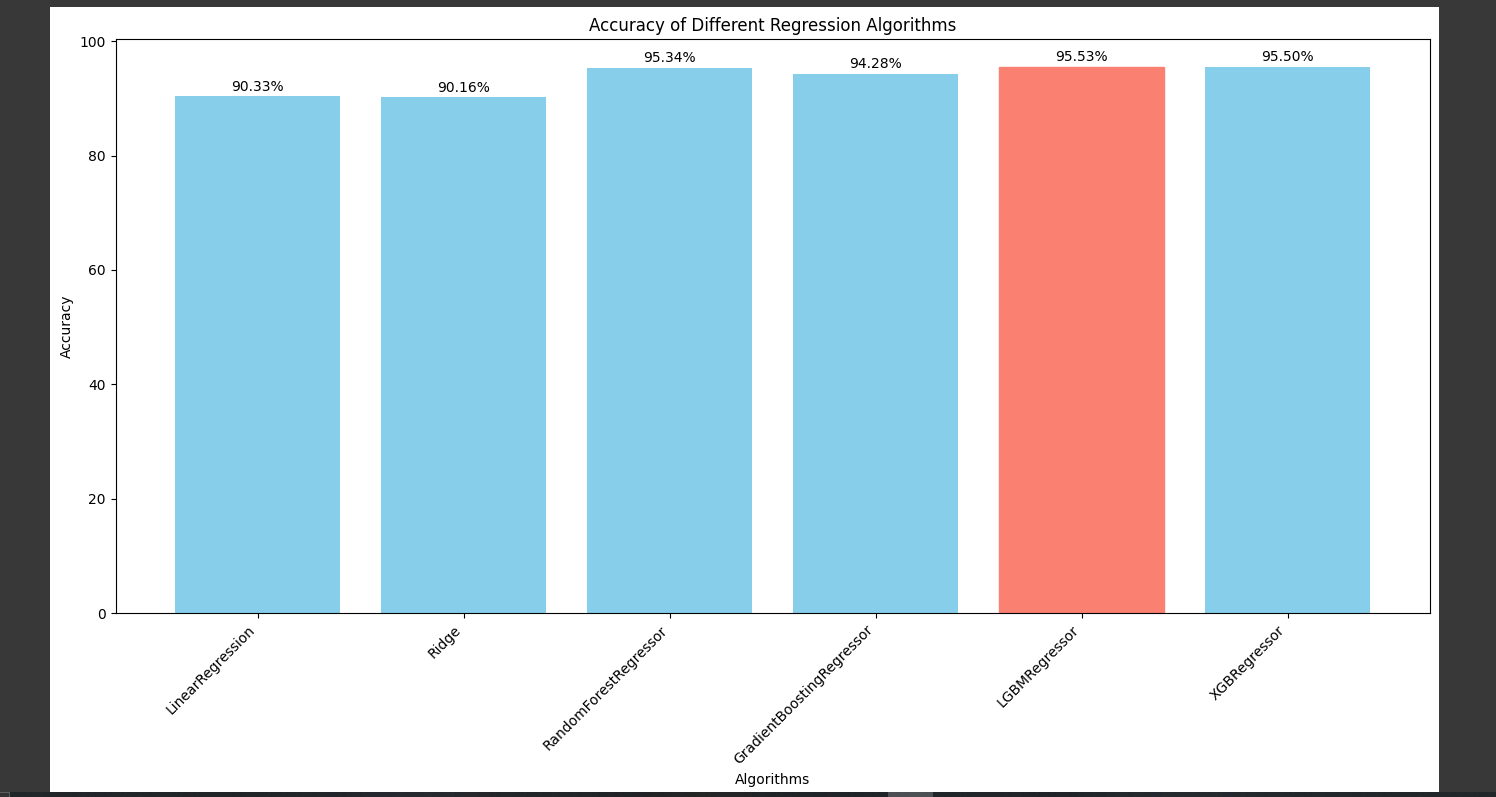 Accuracy of Different Regression Algorithms
100
80
60
40
20
0
Accuracy
90.33%
90.16%
95.34%
94.28%
95.53%
95.50%
LinearRegression
Ridge
RandomForestRegressor
GradientBoostingRegressor
LGBMRegressor
XGBRegressor
Algorithms